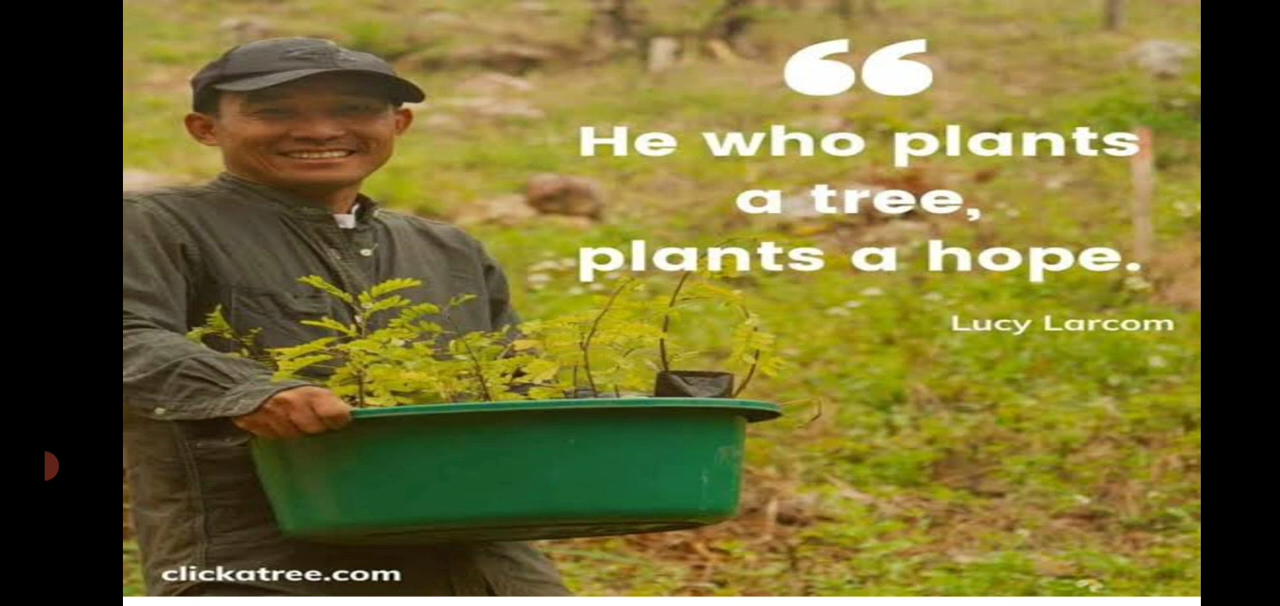 “
He who plants
a tree,
plants a hope.
Lucy Larcom
clickatree.com